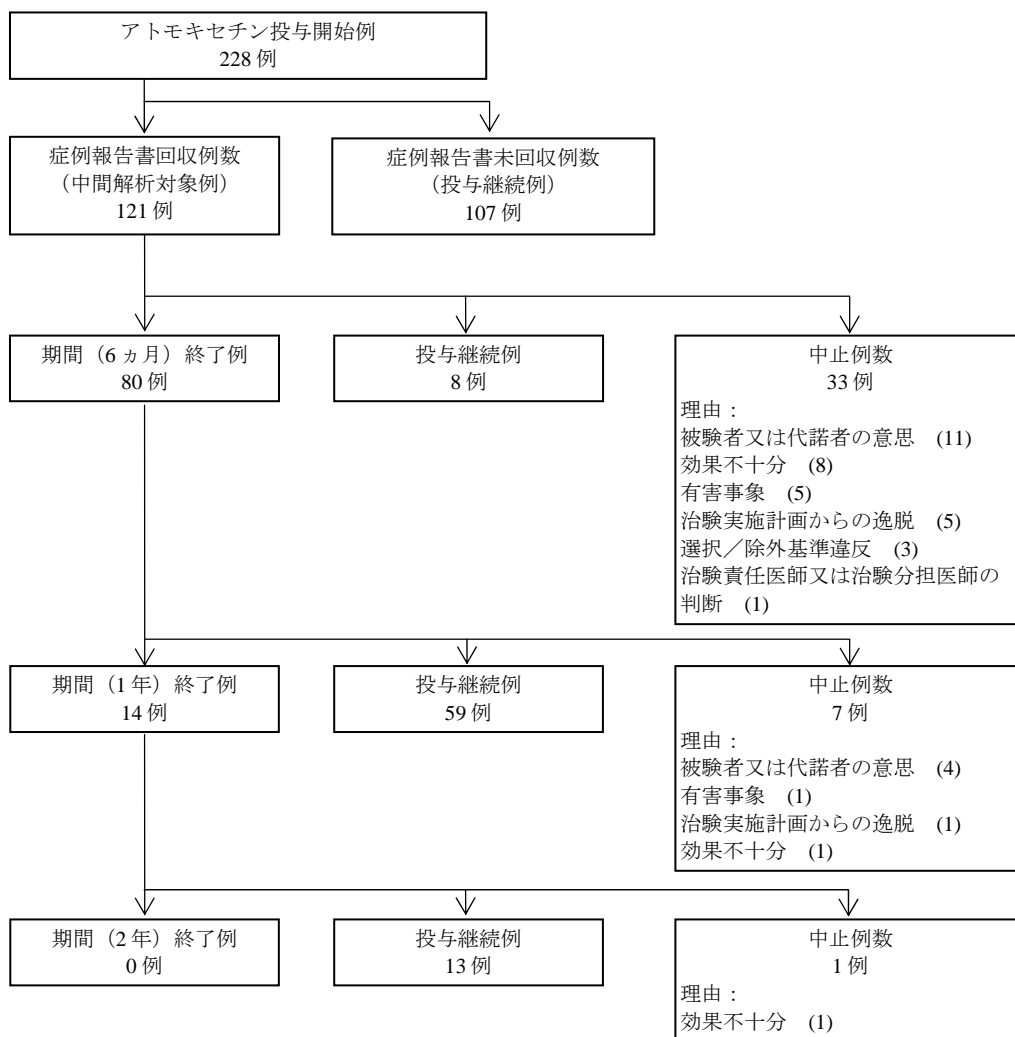 アトモキセチン投与開始例
228 例
症例報告書回収例数
（中間解析対象例）
121 例
症例報告書未回収例数
（投与継続例）
107 例
期間（6 ヵ月）終了例
80 例
投与継続例
8 例
中止例数
33 例
理由：
被験者又は代諾者の意思 (11)
効果不十分 (8)
有害事象 (5)
治験実施計画からの逸脱 (5)
選択／除外基準違反 (3)
治験責任医師又は治験分担医師の
判断 (1)
期間（1 年）終了例
14 例
投与継続例
59 例
中止例数
7 例
理由：
被験者又は代諾者の意思 (4)
有害事象 (1)
治験実施計画からの逸脱 (1)
効果不十分 (1)
期間（2 年）終了例
0 例
投与継続例
13 例
中止例数
1 例
理由：
効果不十分 (1)